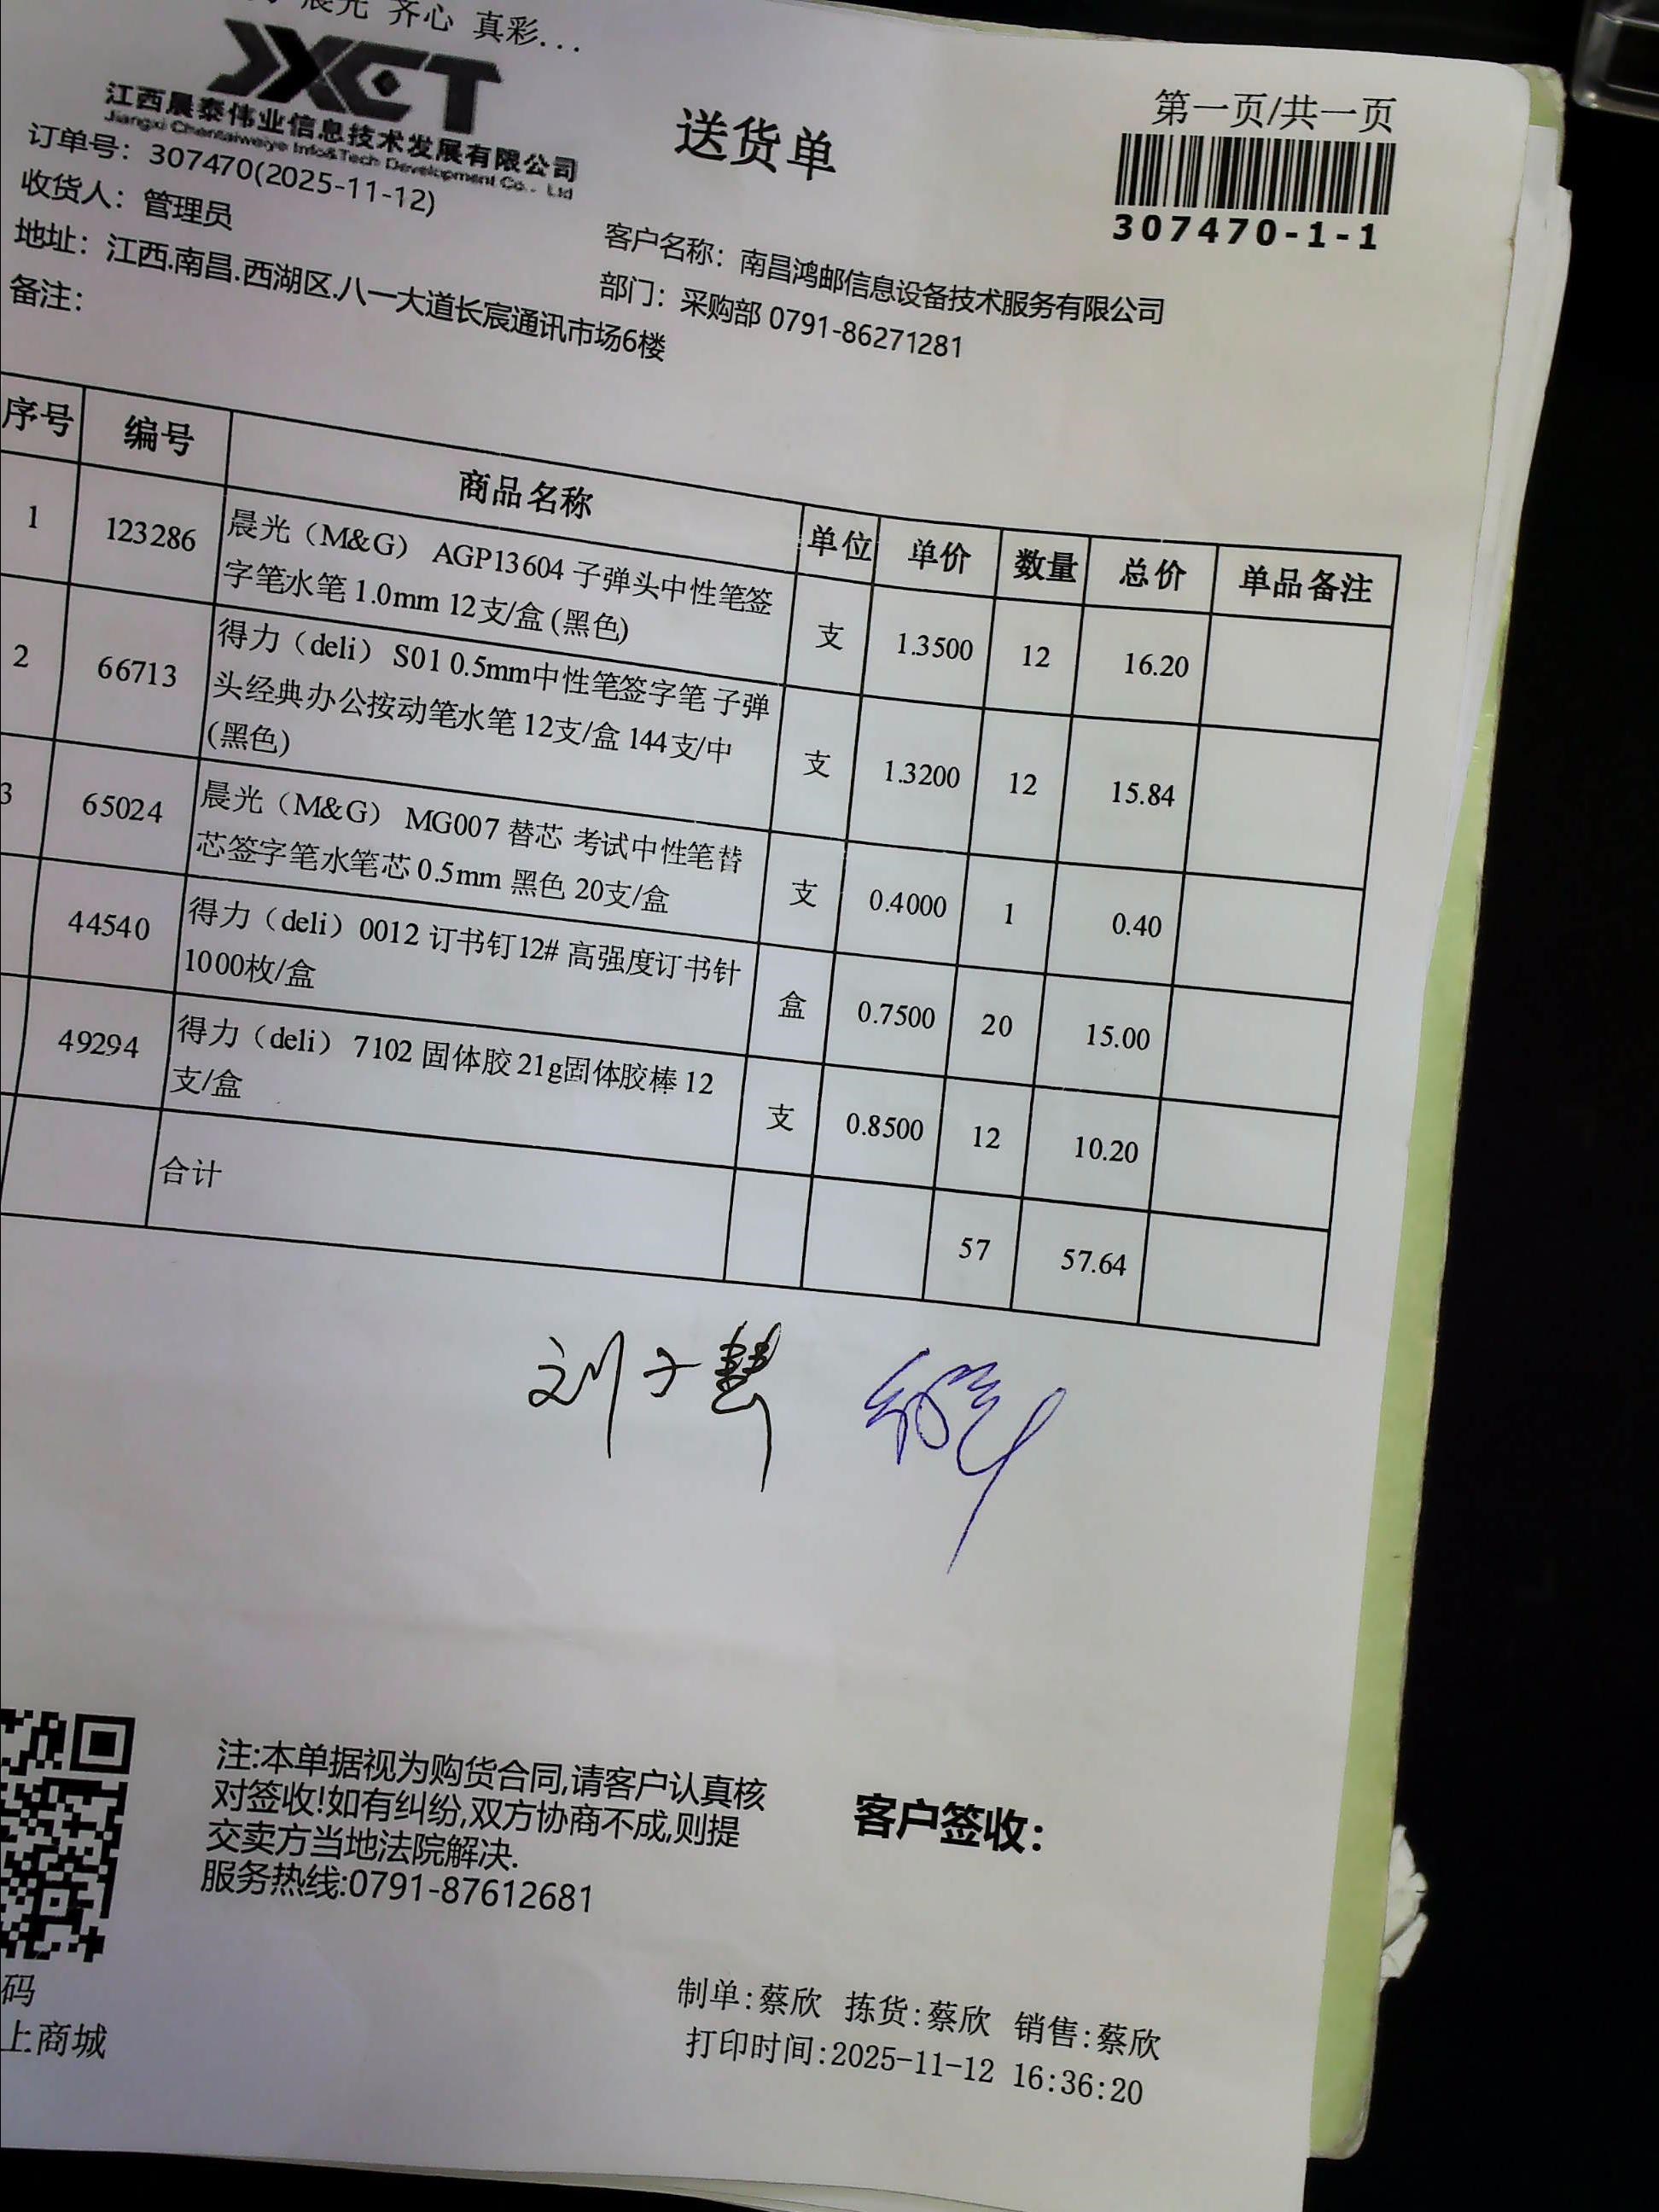 晨光 齐心 真彩...
JXCT
江西晨泰伟业信息技术发展有限公司
Jiangxi Chentaiweiye Info&Tech Development Co., Ltd
送货单
第一页/共一页
307470-1-1
订单号：307470(2025-11-12)
收货人：管理员
客户名称：南昌鸿邮信息设备技术服务有限公司
地址：江西.南昌.西湖区.八一大道长宸通讯市场6楼
部门：采购部 0791-86271281
备注：
序号 编号 商品名称 单位 单价 数量 总价 单品备注
1 123286 晨光（M&G） AGP13604 子弹头中性笔签
字笔水笔 1.0mm 12支/盒 (黑色) 支 1.3500 12 16.20
2 66713 得力（deli） S01 0.5mm中性笔签字笔 子弹
头经典办公按动笔水笔 12支/盒 144支/中
(黑色) 支 1.3200 12 15.84
3 65024 晨光（M&G） MG007 替芯 考试中性笔替
芯签字笔水笔芯 0.5mm 黑色 20支/盒 支 0.4000 1 0.40
44540 得力（deli）0012 订书钉12# 高强度订书针
1000枚/盒 盒 0.7500 20 15.00
49294 得力（deli） 7102 固体胶 21g固体胶棒 12
支/盒 支 0.8500 12 10.20
合计 57 57.64
刘子慧
注:本单据视为购货合同,请客户认真核
对签收!如有纠纷,双方协商不成,则提
交卖方当地法院解决.
服务热线:0791-87612681
客户签收：
码
上商城
制单:蔡欣 拣货:蔡欣 销售:蔡欣
打印时间:2025-11-12 16:36:20